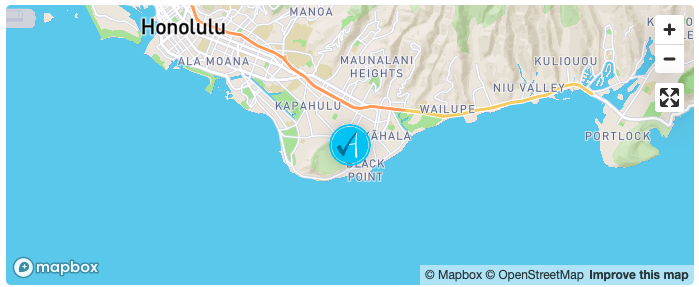 MANOA
Honolulu
KULIOUOU
ALA MOANA
MAUNALANI
HEIGHTS
NIU VALLEY
KAPAHULU
WAILUPE
KĀHALA
PORTLOCK
BLACK
POINT
mapbox
© Mapbox © OpenStreetMap Improve this map